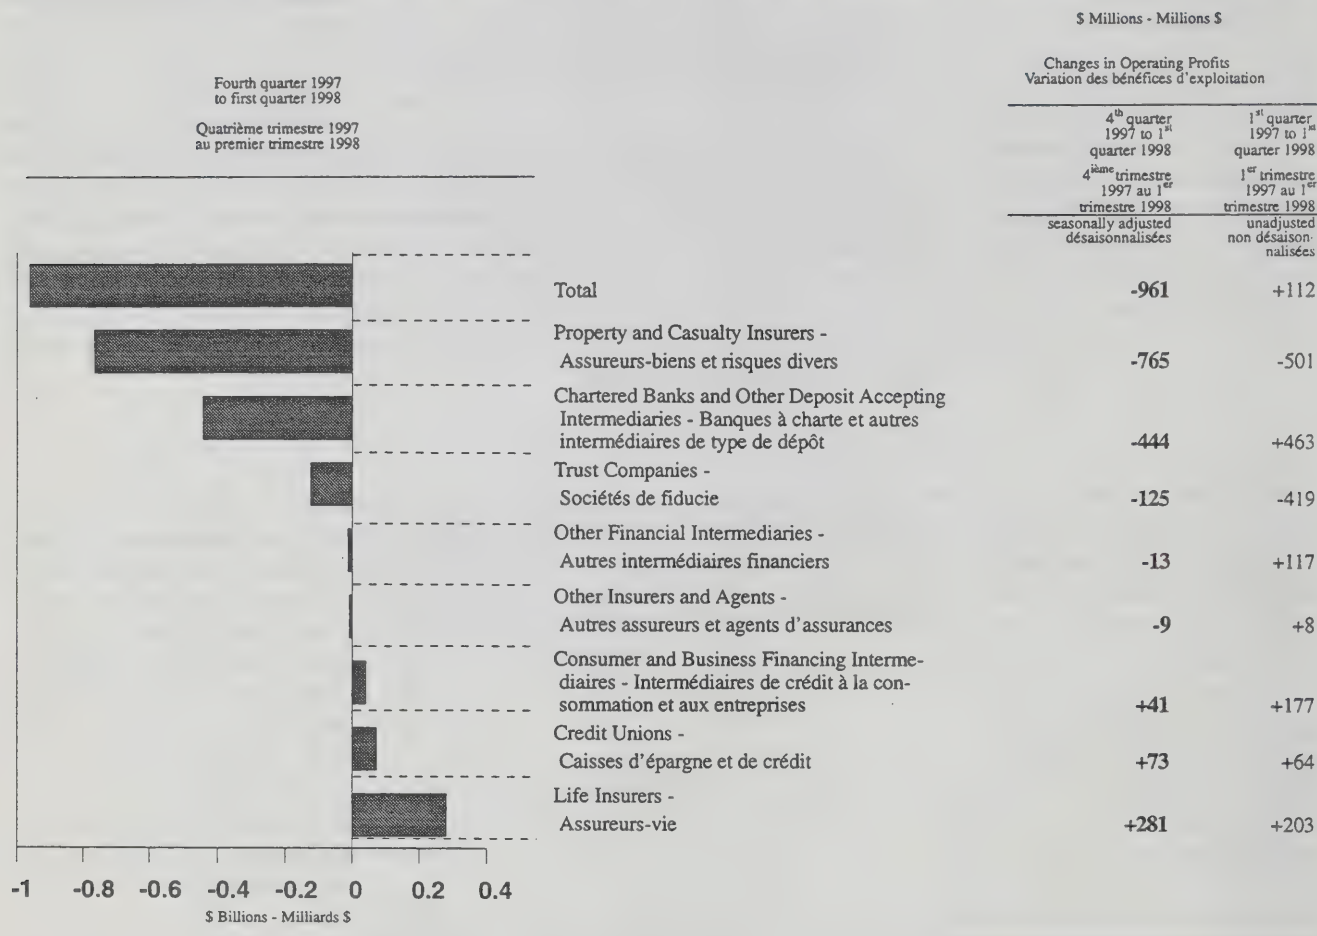 $ Millions - Millions $
Changes in Operating Profits
Variation des bénéfices d'exploitation
Fourth quarter 1997
to first quarter 1998
Quatrième trimestre 1997
au premier trimestre 1998
4th quarter
1997 to 1st
quarter 1998
4ième trimestre
1997 au 1er
trimestre 1998
seasonally adjusted
désaisonnalisées
1st quarter
1997 to 1st
quarter 1998
1er trimestre
1997 au 1er
trimestre 1998
unadjusted
non désaison-
nalisées
Total -961 +112
Property and Casualty Insurers -
Assureurs-biens et risques divers -765 -501
Chartered Banks and Other Deposit Accepting
Intermediaries - Banques à charte et autres
intermédiaires de type de dépôt -444 +463
Trust Companies -
Sociétés de fiducie -125 -419
Other Financial Intermediaries -
Autres intermédiaires financiers -13 +117
Other Insurers and Agents -
Autres assureurs et agents d'assurances -9 +8
Consumer and Business Financing Interme-
diaires - Intermédiaires de crédit à la con-
sommation et aux entreprises +41 +177
Credit Unions -
Caisses d'épargne et de crédit +73 +64
Life Insurers -
Assureurs-vie +281 +203
-1 -0.8 -0.6 -0.4 -0.2 0 0.2 0.4
$ Billions - Milliards $